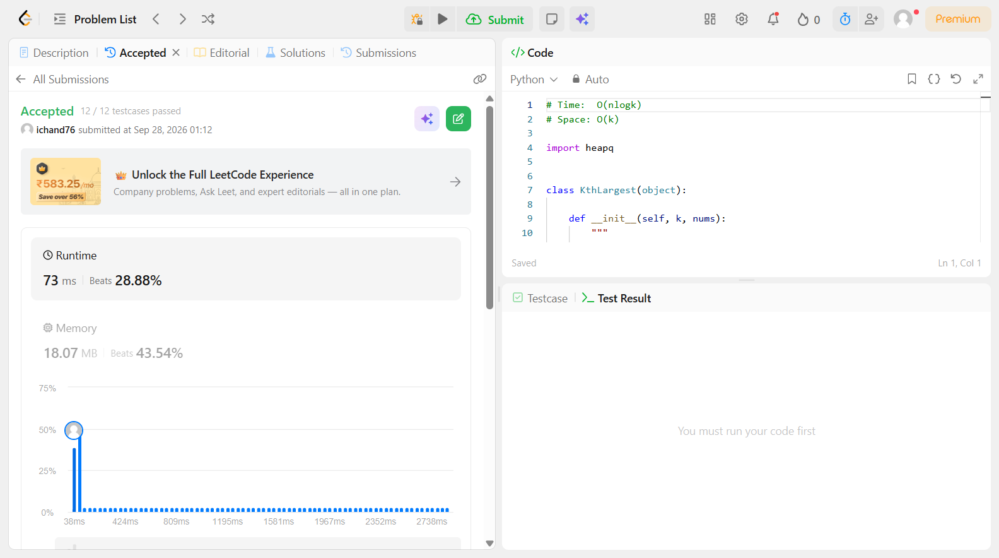 Problem List
Submit
0
Premium
Description
Accepted
Editorial
Solutions
Submissions
All Submissions
Accepted 12 / 12 testcases passed
ichand76 submitted at Sep 28, 2026 01:12
₹583.25/mo
Save over 56%
Unlock the Full LeetCode Experience
Company problems, Ask Leet, and expert editorials — all in one plan.
Runtime
73 ms Beats 28.88%
Memory
18.07 MB Beats 43.54%
75%
50%
25%
0%
38ms 424ms 809ms 1195ms 1581ms 1967ms 2352ms 2738ms
</> Code
Python Auto
1 # Time:  O(nlogk)
2 # Space: O(k)
3
4 import heapq
5
6
7 class KthLargest(object):
8
9     def __init__(self, k, nums):
10         """
Saved Ln 1, Col 1
Testcase
Test Result
You must run your code first